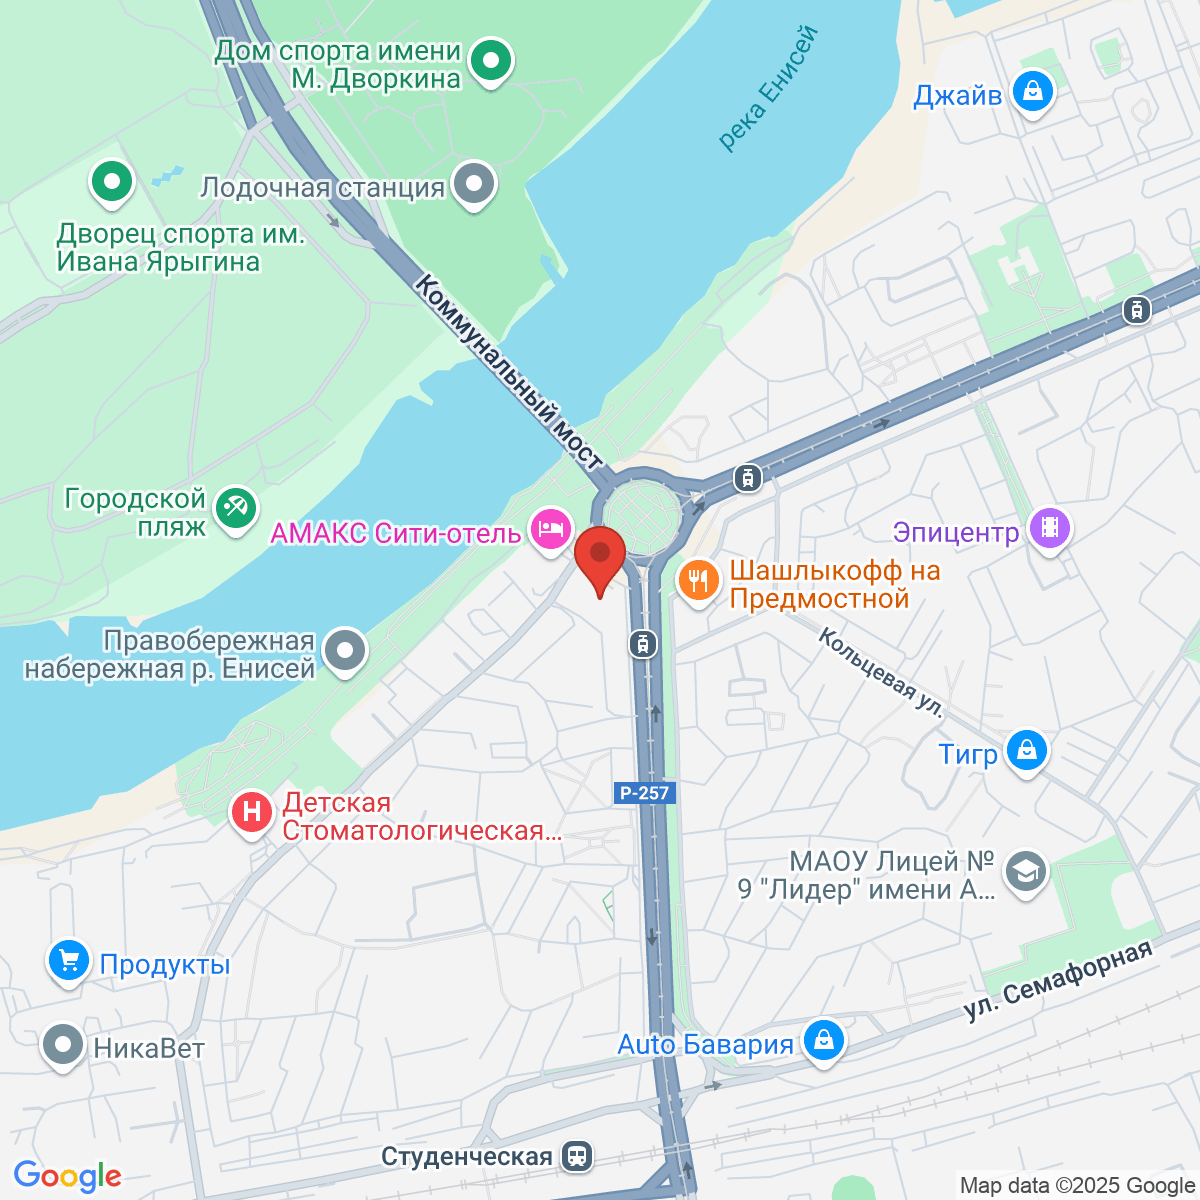 Дом спорта имени
М. Дворкина
река Енисей
Джайв
Лодочная станция
Дворец спорта им.
Ивана Ярыгина
Коммунальный мост
Городской
пляж
АМАКС Сити-отель
Эпицентр
Шашлыкофф на
Предмостной
Правобережная
набережная р. Енисей
Кольцевая ул.
Тигр
Р-257
Детская
Стоматологическая...
МАОУ Лицей №
9 "Лидер" имени А...
Продукты
ул. Семафорная
НикаВет
Auto Бавария
Студенческая
Google
Map data ©2025 Google